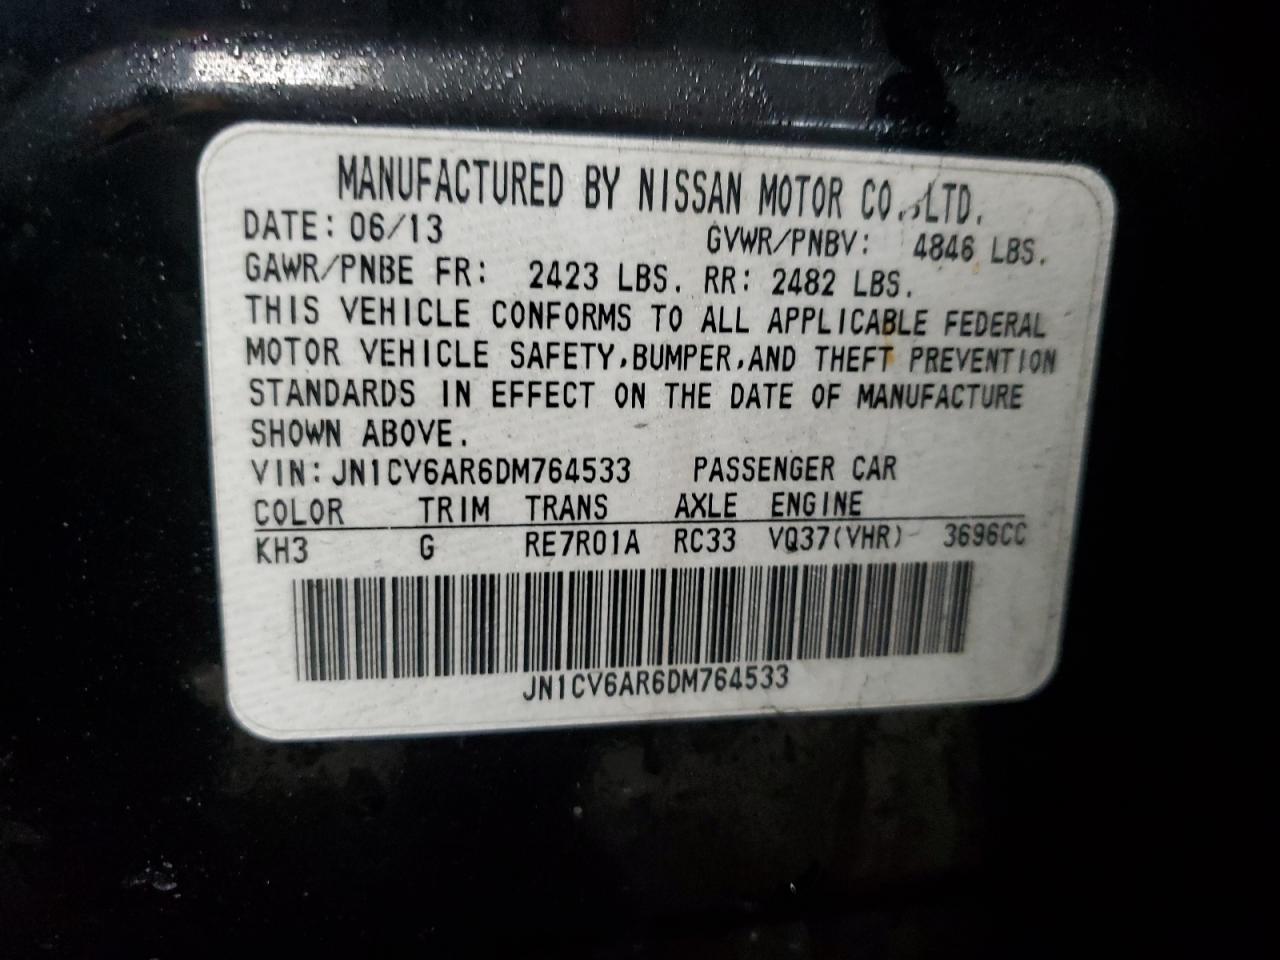 MANUFACTURED BY NISSAN MOTOR CO.,LTD.
DATE: 06/13 GVWR/PNBV: 4846 LBS.
GAWR/PNBE FR: 2423 LBS. RR: 2482 LBS.
THIS VEHICLE CONFORMS TO ALL APPLICABLE FEDERAL
MOTOR VEHICLE SAFETY,BUMPER,AND THEFT PREVENTION
STANDARDS IN EFFECT ON THE DATE OF MANUFACTURE
SHOWN ABOVE.
VIN: JN1CV6AR6DM764533 PASSENGER CAR
COLOR TRIM TRANS AXLE ENGINE
KH3 G RE7R01A RC33 VQ37(VHR)- 3696CC
JN1CV6AR6DM764533